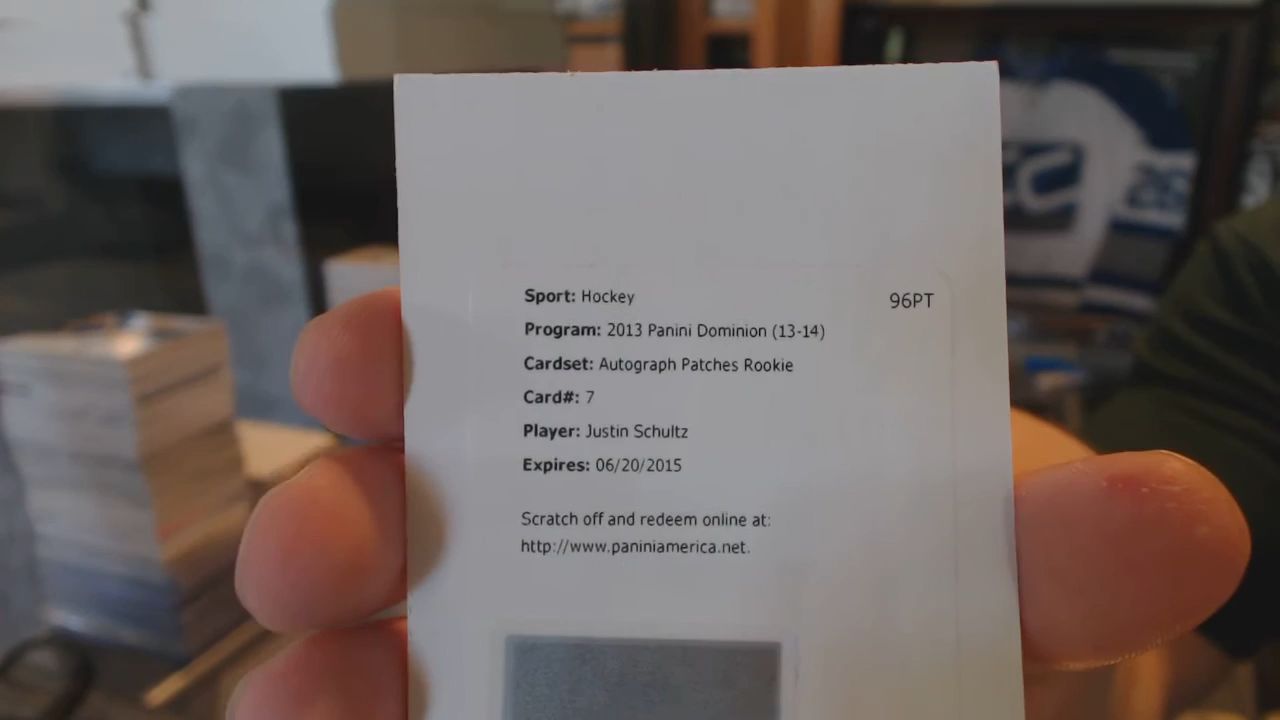 Sport: Hockey 96PT
Program: 2013 Panini Dominion (13-14)
Cardset: Autograph Patches Rookie
Card#: 7
Player: Justin Schultz
Expires: 06/20/2015
Scratch off and redeem online at:
http://www.paniniamerica.net.